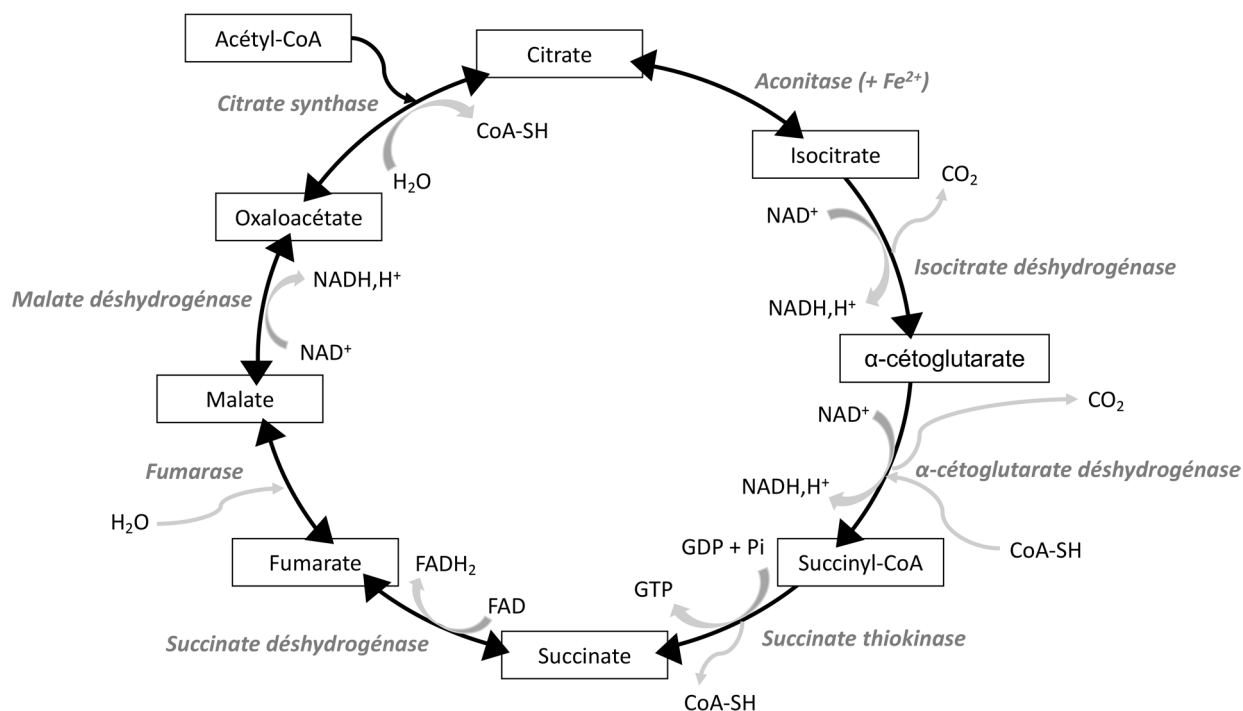 Acétyl-CoA
Citrate
Citrate synthase
Aconitase (+ Fe²⁺)
CoA-SH
H₂O
Isocitrate
CO₂
NAD⁺
Oxaloacétate
Isocitrate déshydrogénase
NADH,H⁺
Malate déshydrogénase
NADH,H⁺
NAD⁺
α-cétoglutarate
Malate
CO₂
NAD⁺
Fumarase
α-cétoglutarate déshydrogénase
NADH,H⁺
H₂O
CoA-SH
GDP + Pi
Succinyl-CoA
Fumarate
FADH₂
GTP
FAD
Succinate déshydrogénase
Succinate thiokinase
Succinate
CoA-SH